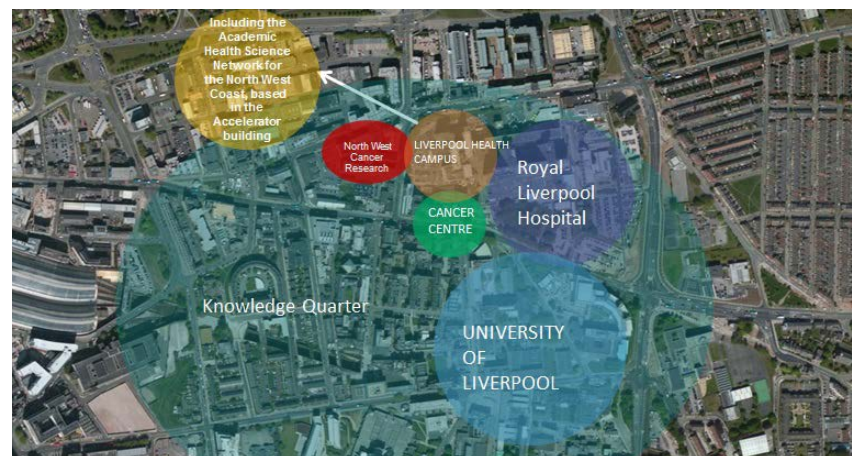 Including the
Academic
Health Science
Network for
the North West
Coast, based
in the
Accelerator
building
North West
Cancer
Research
LIVERPOOL HEALTH
CAMPUS
Royal
Liverpool
Hospital
CANCER
CENTRE
Knowledge Quarter
UNIVERSITY
OF
LIVERPOOL